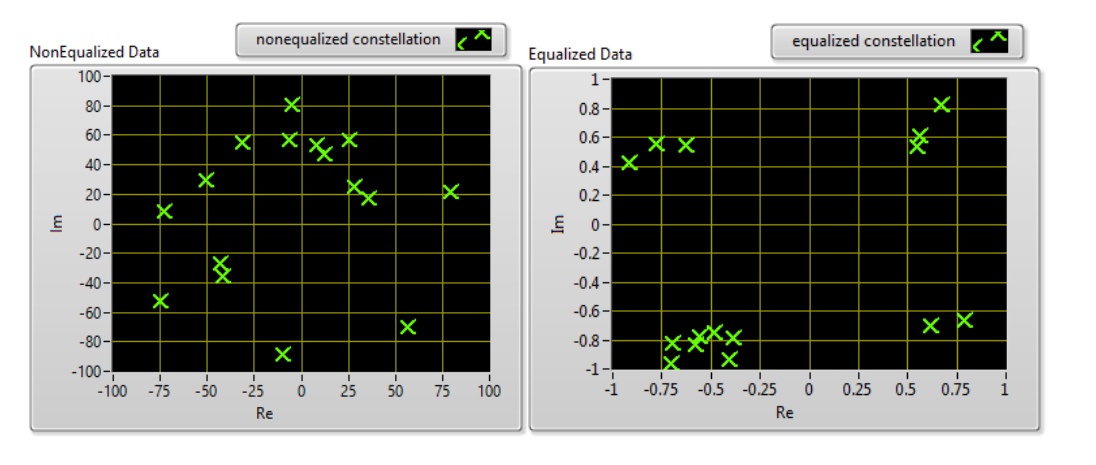 NonEqualized Data
nonequalized constellation
100
80
60
40
20
0
-20
-40
-60
-80
-100
Im
-100 -75 -50 -25 0 25 50 75 100
Re
Equalized Data
equalized constellation
1
0.8
0.6
0.4
0.2
0
-0.2
-0.4
-0.6
-0.8
-1
Im
-1 -0.75 -0.5 -0.25 0 0.25 0.5 0.75 1
Re